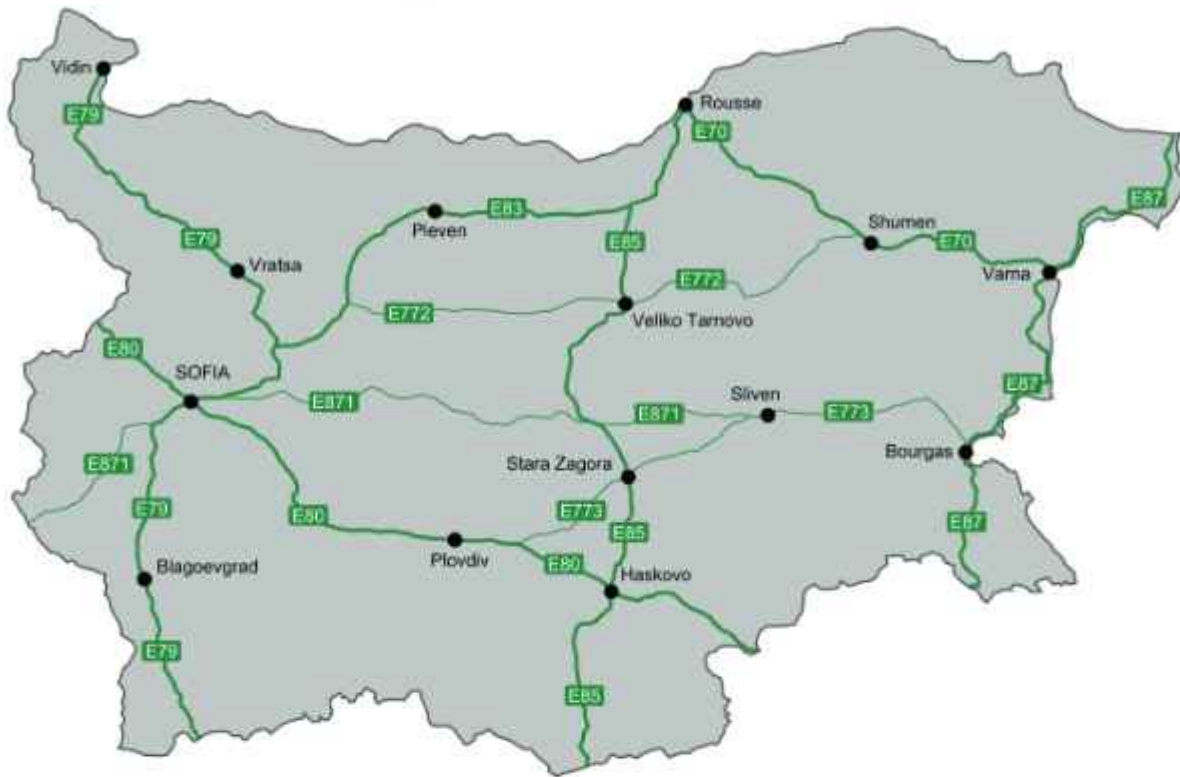 Vidin
E79
Rousse
E70
E87
Pleven
E83
Shumen
E79
E85
E70
Vratsa
Varna
E772
E772
Veliko Tarnovo
E80
SOFIA
E871
Sliven
E87
E871
E773
Bourgas
E871
Stara Zagora
E79
E80
E773
E85
E87
Plovdiv
E80
Blagoevgrad
Haskovo
E79
E85